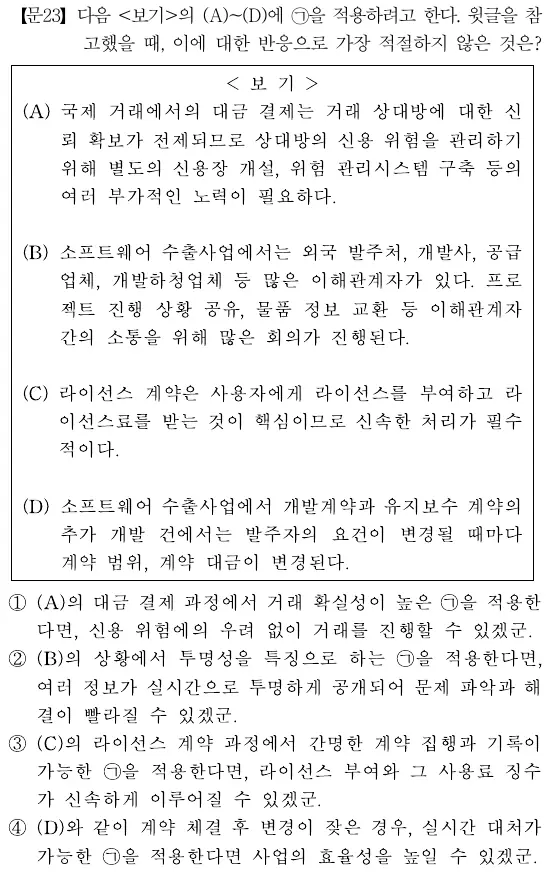 【문23】 다음 <보기>의 (A)~(D)에 ㉠을 적용하려고 한다. 윗글을 참
고했을 때, 이에 대한 반응으로 가장 적절하지 않은 것은?
< 보 기 >
(A) 국제 거래에서의 대금 결제는 거래 상대방에 대한 신
뢰 확보가 전제되므로 상대방의 신용 위험을 관리하기
위해 별도의 신용장 개설, 위험 관리시스템 구축 등의
여러 부가적인 노력이 필요하다.
(B) 소프트웨어 수출사업에서는 외국 발주처, 개발사, 공급
업체, 개발하청업체 등 많은 이해관계자가 있다. 프로
젝트 진행 상황 공유, 물품 정보 교환 등 이해관계자
간의 소통을 위해 많은 회의가 진행된다.
(C) 라이선스 계약은 사용자에게 라이선스를 부여하고 라
이선스료를 받는 것이 핵심이므로 신속한 처리가 필수
적이다.
(D) 소프트웨어 수출사업에서 개발계약과 유지보수 계약의
추가 개발 건에서는 발주자의 요건이 변경될 때마다
계약 범위, 계약 대금이 변경된다.
① (A)의 대금 결제 과정에서 거래 확실성이 높은 ㉠을 적용한
다면, 신용 위험에의 우려 없이 거래를 진행할 수 있겠군.
② (B)의 상황에서 투명성을 특징으로 하는 ㉠을 적용한다면,
여러 정보가 실시간으로 투명하게 공개되어 문제 파악과 해
결이 빨라질 수 있겠군.
③ (C)의 라이선스 계약 과정에서 간명한 계약 집행과 기록이
가능한 ㉠을 적용한다면, 라이선스 부여와 그 사용료 징수
가 신속하게 이루어질 수 있겠군.
④ (D)와 같이 계약 체결 후 변경이 잦은 경우, 실시간 대처가
가능한 ㉠을 적용한다면 사업의 효율성을 높일 수 있겠군.